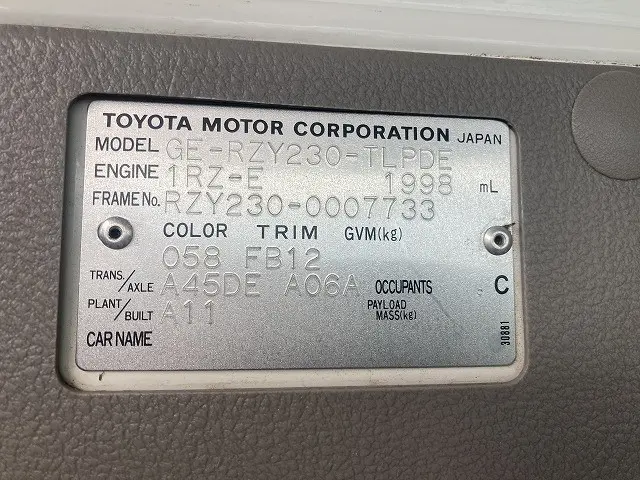 TOYOTA MOTOR CORPORATION JAPAN
MODEL GE-RZY230-TLPDE
ENGINE 1RZ-E 1998 mL
FRAME No. RZY230-0007733
COLOR TRIM GVM(kg)
058 FB12
TRANS./AXLE A45DE A06A OCCUPANTS C
PLANT/BUILT A11 PAYLOAD MASS(kg)
CAR NAME
30881